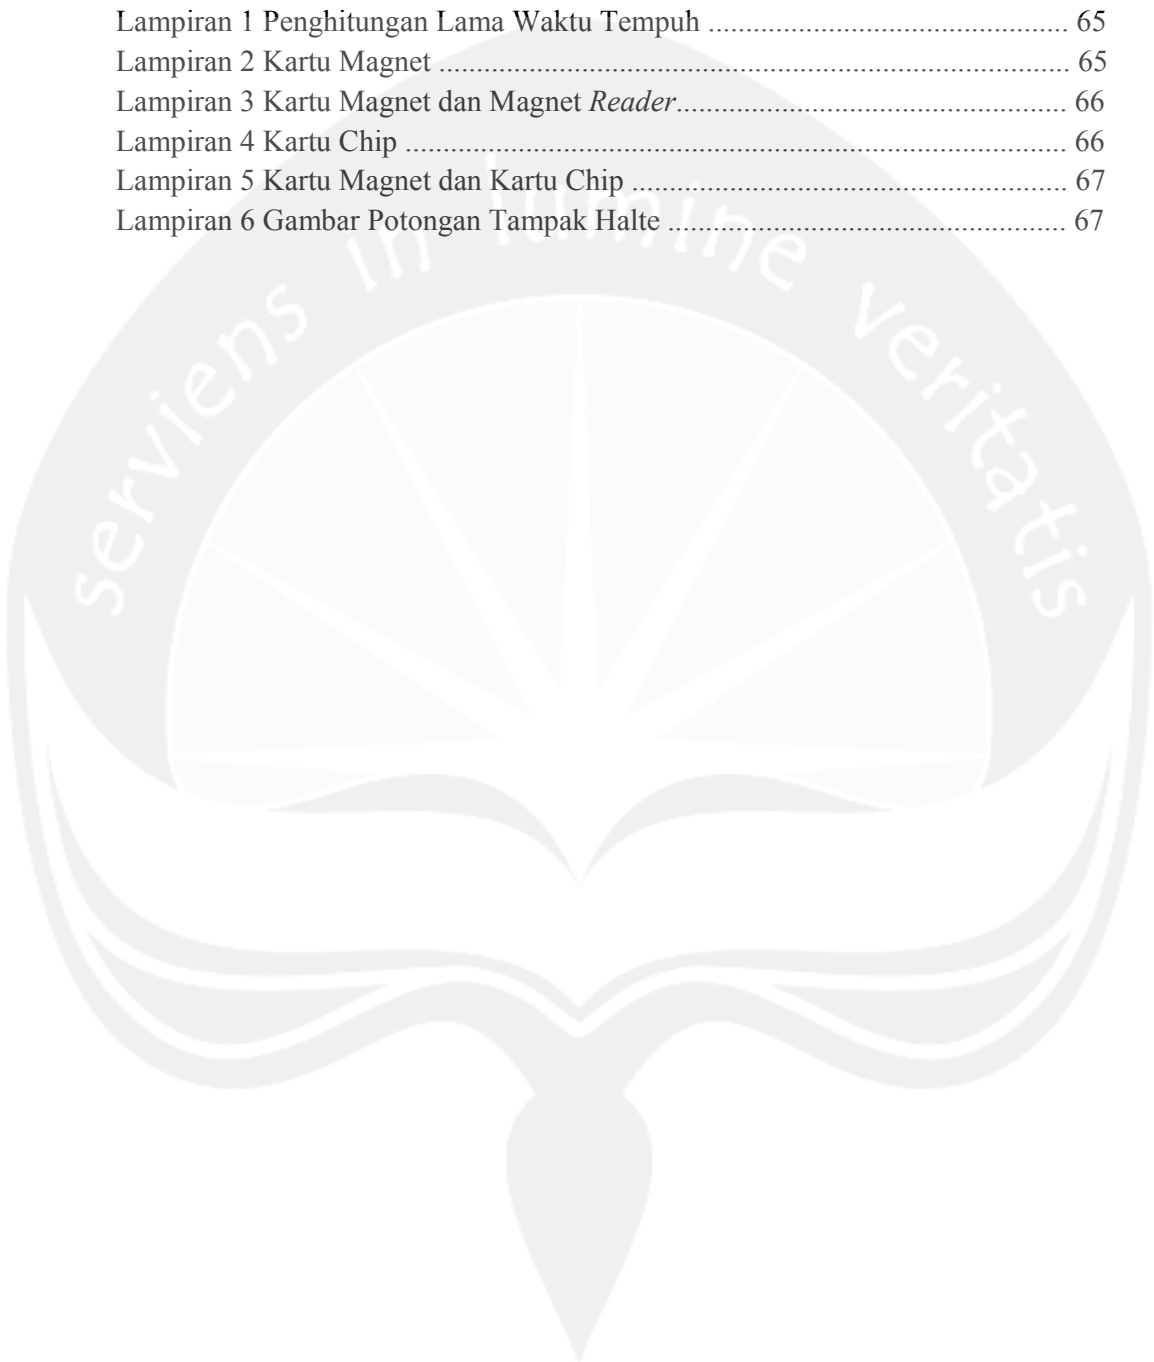 Lampiran 1 Penghitungan Lama Waktu Tempuh ................................................ 65
Lampiran 2 Kartu Magnet .................................................................................... 65
Lampiran 3 Kartu Magnet dan Magnet Reader.................................................... 66
Lampiran 4 Kartu Chip ........................................................................................ 66
Lampiran 5 Kartu Magnet dan Kartu Chip .......................................................... 67
Lampiran 6 Gambar Potongan Tampak Halte ..................................................... 67
serviens in lumine veritatis